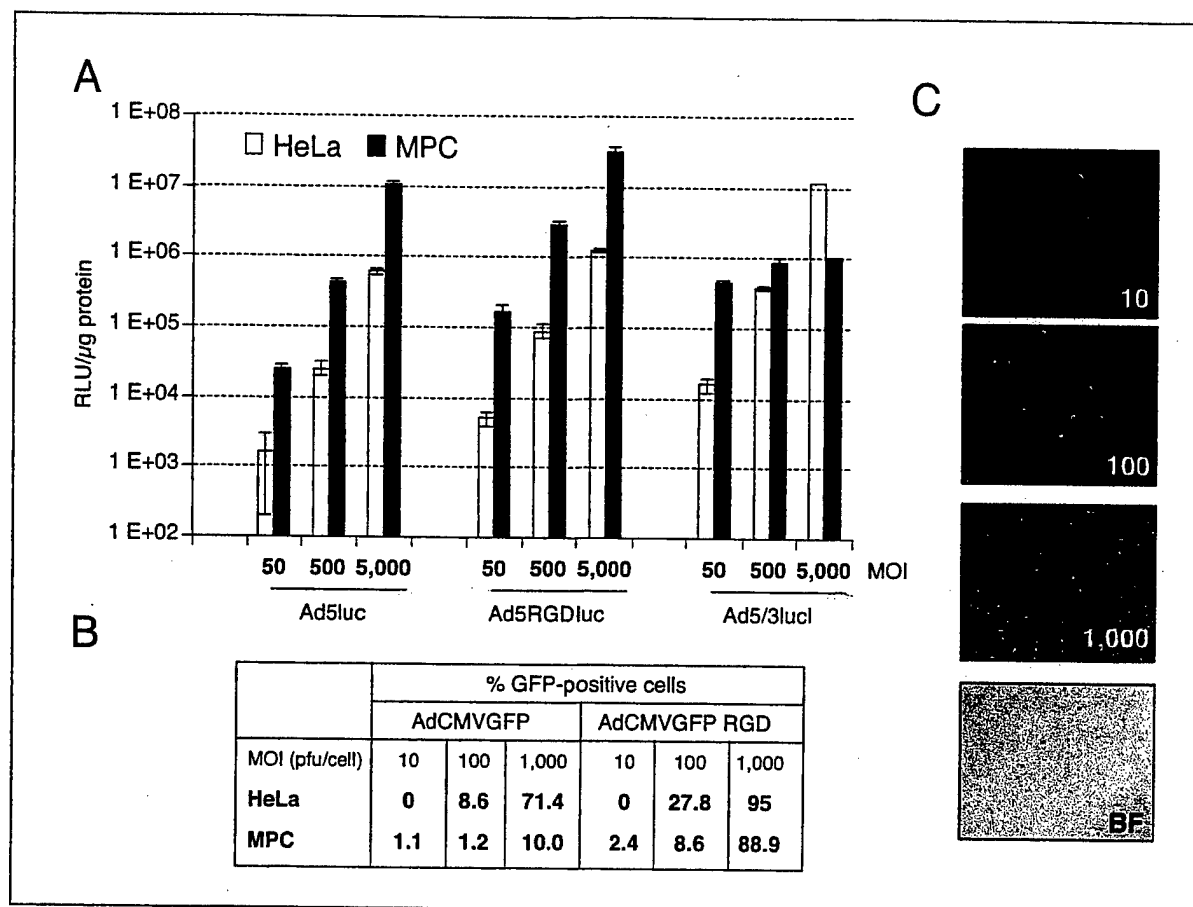 A
C
1 E+08
HeLa MPC
1 E+07
1 E+06
1 E+05
1 E+04
1 E+03
1 E+02
RLU/µg protein
50 500 5,000 50 500 5,000 50 500 5,000 MOI
Ad5luc Ad5RGDluc Ad5/3lucI
10
100
1,000
BF
B
% GFP-positive cells
AdCMVGFP AdCMVGFP RGD
MOI (pfu/cell) 10 100 1,000 10 100 1,000
HeLa 0 8.6 71.4 0 27.8 95
MPC 1.1 1.2 10.0 2.4 8.6 88.9